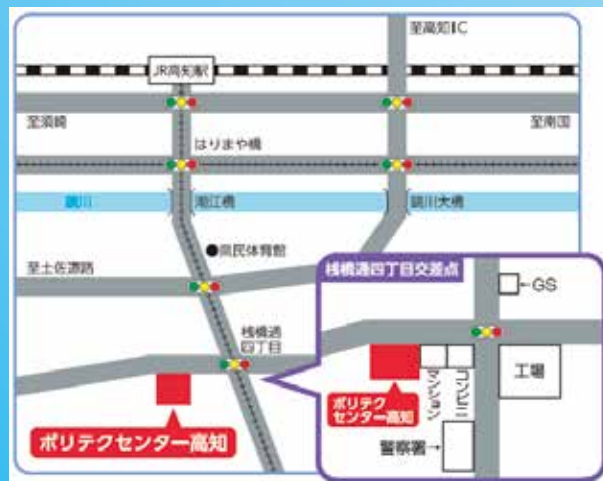 至高知IC
JR高知駅
至須崎
至南国
はりまや橋
鏡川
潮江橋
鏡川大橋
●県民体育館
至土佐道路
桟橋通四丁目交差点
←GS
桟橋通
四丁目
ポリテクセンター高知
ポリテク
センター高知
マンション
コンビニ
工場
警察署→